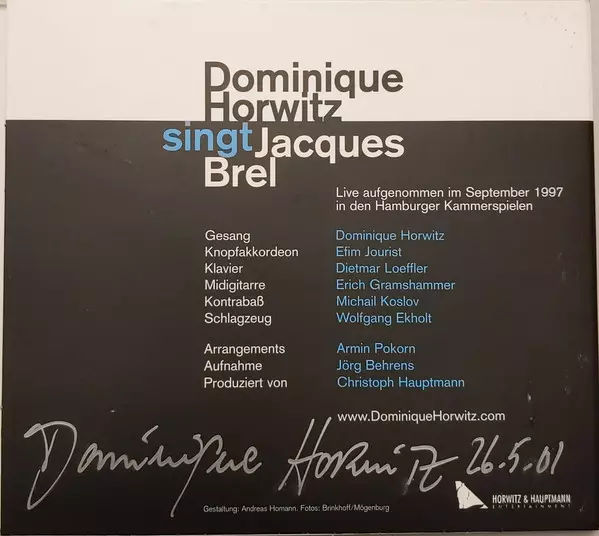 Dominique
Horwitz
singt Jacques
Brel
Live aufgenommen im September 1997
in den Hamburger Kammerspielen
Gesang Dominique Horwitz
Knopfakkordeon Efim Jourist
Klavier Dietmar Loeffler
Midigitarre Erich Gramshammer
Kontrabaß Michail Koslov
Schlagzeug Wolfgang Ekholt
Arrangements Armin Pokorn
Aufnahme Jörg Behrens
Produziert von Christoph Hauptmann
www.DominiqueHorwitz.com
Dominique Horwitz 26.5.01
HORWITZ & HAUPTMANN
ENTERTAINMENT
Gestaltung: Andreas Homann. Fotos: Brinkhoff/Mögenburg